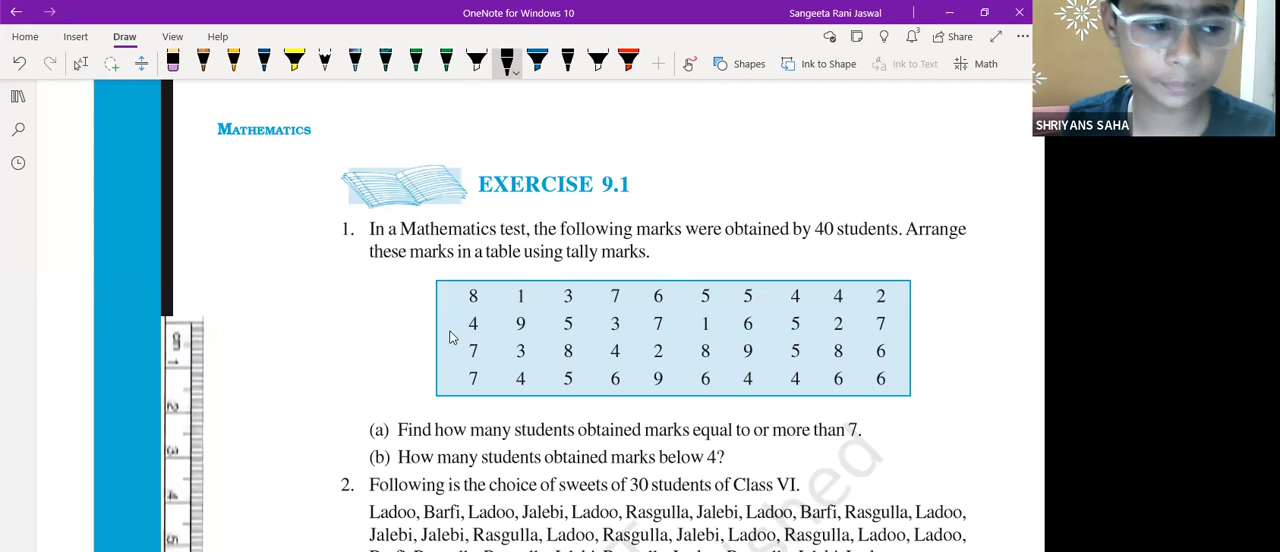 OneNote for Windows 10
Sangeeta Rani Jaswal
Home Insert Draw View Help
Share
Shapes Ink to Shape Ink to Text Math
SHRIYANS SAHA
MATHEMATICS
EXERCISE 9.1
1. In a Mathematics test, the following marks were obtained by 40 students. Arrange
these marks in a table using tally marks.
8 1 3 7 6 5 5 4 4 2
4 9 5 3 7 1 6 5 2 7
7 3 8 4 2 8 9 5 8 6
7 4 5 6 9 6 4 4 6 6
(a) Find how many students obtained marks equal to or more than 7.
(b) How many students obtained marks below 4?
2. Following is the choice of sweets of 30 students of Class VI.
Ladoo, Barfi, Ladoo, Jalebi, Ladoo, Rasgulla, Jalebi, Ladoo, Barfi, Rasgulla, Ladoo,
Jalebi, Jalebi, Rasgulla, Ladoo, Rasgulla, Jalebi, Ladoo, Rasgulla, Ladoo, Ladoo,
cm
1
2
3
4
5